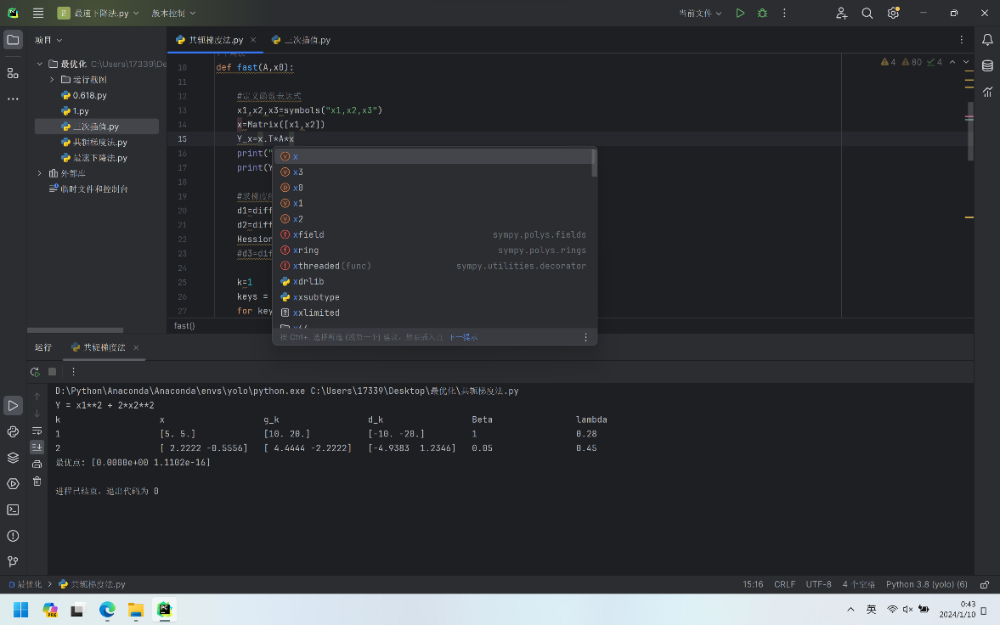 最速下降法.py
版本控制
当前文件
项目
共轭梯度法.py
三次插值.py
最优化 C:\Users\17339\De
运行截图
0.618.py
1.py
三次插值.py
共轭梯度法.py
最速下降法.py
外部库
临时文件和控制台
4 80 4
10 def fast(A,x0):
11
12 #定义函数表达式
13 x1,x2,x3=symbols("x1,x2,x3")
14 x=Matrix([x1,x2])
15 Y_x=x.T*A*x
16 print("
17 print(Y
18
19 #求梯度
20 d1=diff
21 d2=diff
22 Hession
23 #d3=dif
24
25 k=1
26 keys =
27 for key
x
x3
x0
x1
x2
xfield sympy.polys.fields
xring sympy.polys.rings
xthreaded(func) sympy.utilities.decorator
xdrlib
xxsubtype
xxlimited
按 Ctrl+. 选择所选 (或第一个) 建议，然后插入点 下一提示
fast()
运行 共轭梯度法
D:\Python\Anaconda\Anaconda\envs\yolo\python.exe C:\Users\17339\Desktop\最优化\共轭梯度法.py
Y = x1**2 + 2*x2**2
k x g_k d_k Beta lambda
1 [5. 5.] [10. 20.] [-10. -20.] 1 0.28
2 [ 2.2222 -0.5556] [ 4.4444 -2.2222] [-4.9383 1.2346] 0.05 0.45
最优点: [0.0000e+00 1.1102e-16]
进程已结束，退出代码为 0
最优化 共轭梯度法.py
15:16 CRLF UTF-8 4 个空格 Python 3.8 (yolo) (6)
PRE
PC
英
0:43
2024/1/10